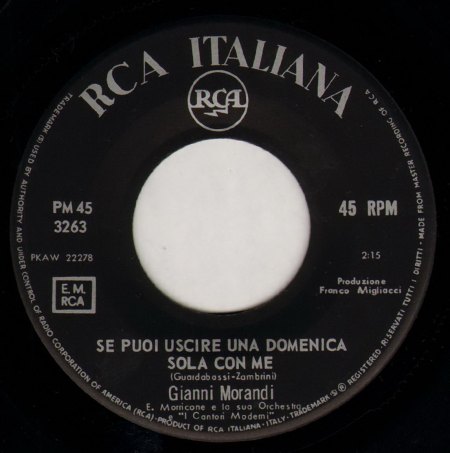 RCA ITALIANA
RCA
PM 45
3263
45 RPM
PKAW 22278
2:15
E.M.
RCA
Produzione
Franco Migliacci
SE PUOI USCIRE UNA DOMENICA
SOLA CON ME
(Guardabassi-Zambrini)
Gianni Morandi
E. Morricone e la sua Orchestra
e "I Cantori Moderni"
TRADEMARK ® USED BY AUTHORITY AND UNDER CONTROL OF RADIO CORPORATION OF AMERICA (RCA) - PRODUCT OF RCA ITALIANA - ITALY - TRADEMARKS ® REGISTERED - RISERVATI TUTTI I DIRITTI - MADE FROM MASTER RECORDING OF RCA